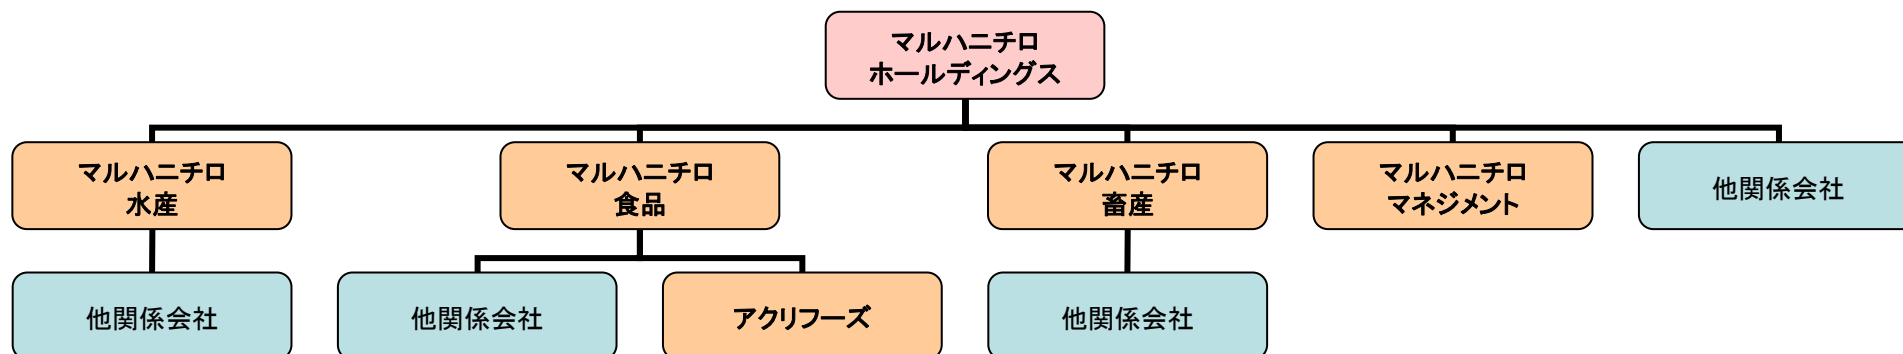 マルハニチロ
ホールディングス
マルハニチロ
水産
マルハニチロ
食品
マルハニチロ
畜産
マルハニチロ
マネジメント
他関係会社
他関係会社
他関係会社
アクリフーズ
他関係会社